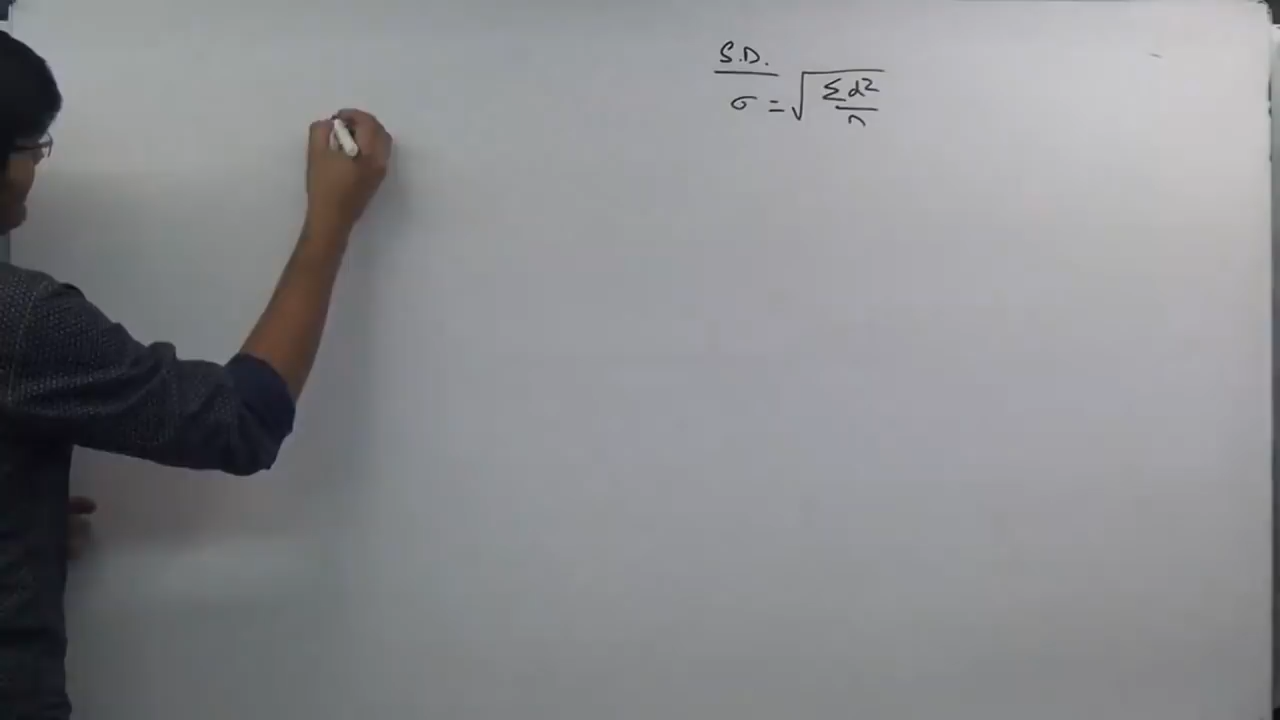 S.D.
σ = √(Σd²/n)